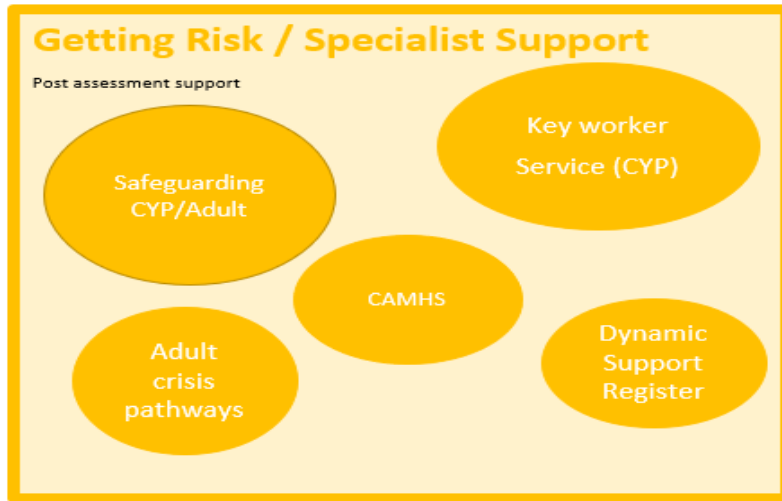 Getting Risk / Specialist Support
Post assessment support
Key worker
Service (CYP)
Safeguarding
CYP/Adult
CAMHS
Adult
crisis
pathways
Dynamic
Support
Register